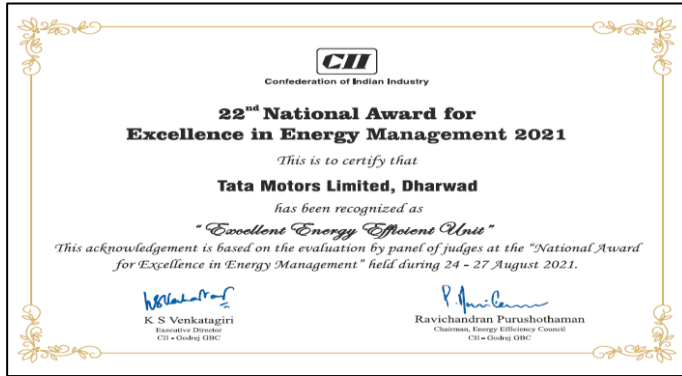 CII
Confederation of Indian Industry
22nd National Award for
Excellence in Energy Management 2021
This is to certify that
Tata Motors Limited, Dharwad
has been recognized as
"Excellent Energy Efficient Unit"
This acknowledgement is based on the evaluation by panel of judges at the "National Award
for Excellence in Energy Management" held during 24 - 27 August 2021.
K S Venkatagiri
Executive Director
CII - Godrej GBC
Ravichandran Purushothaman
Chairman, Energy Efficiency Council
CII - Godrej GBC